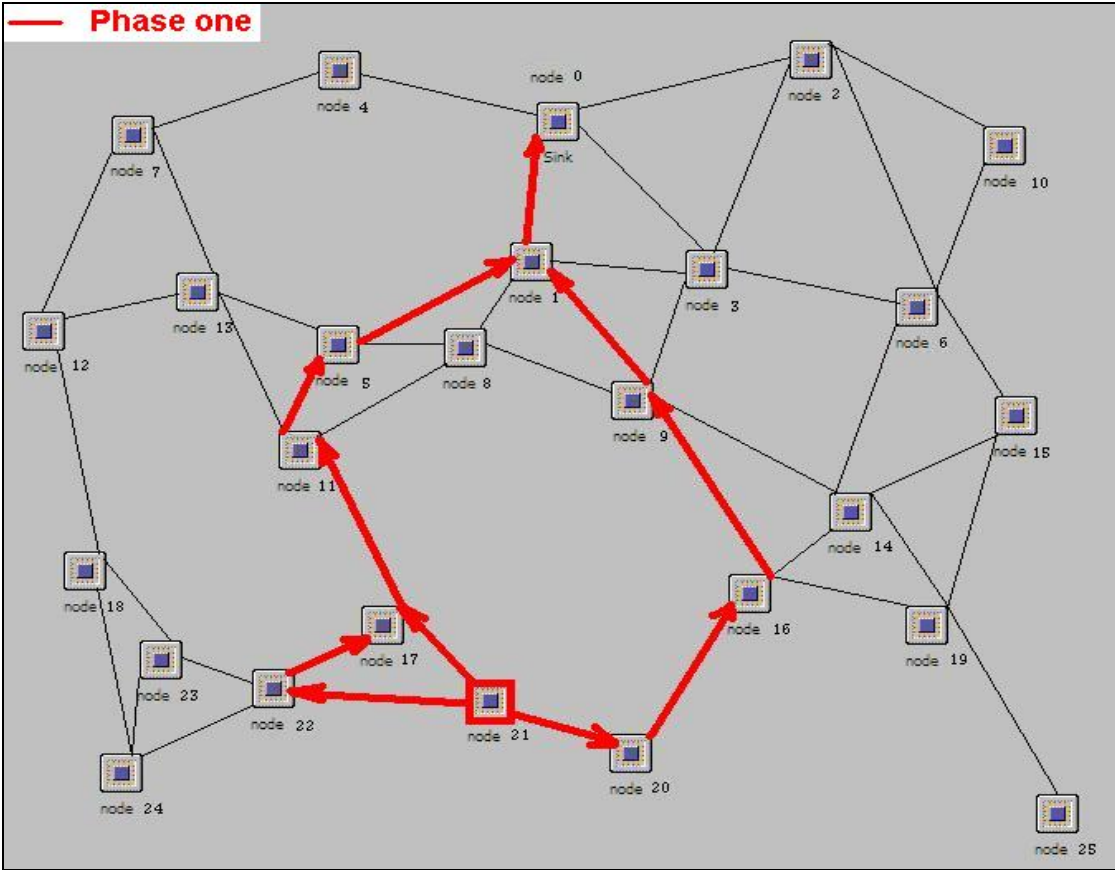 Phase one
node 0
Sink
node 2
node 4
node 7
node 10
node 1
node 3
node 13
node 6
node 12
node 5
node 8
node 9
node 15
node 11
node 14
node 18
node 16
node 17
node 19
node 23
node 22
node 21
node 20
node 24
node 25